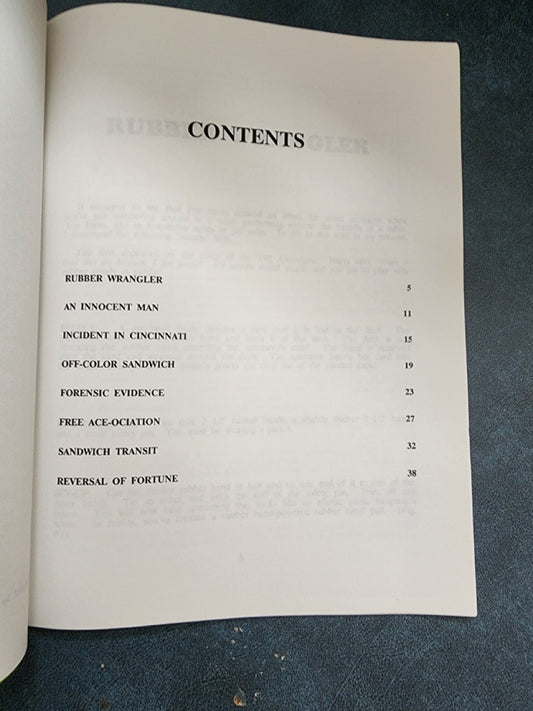 CONTENTS
RUBBER WRANGLER 5
AN INNOCENT MAN 11
INCIDENT IN CINCINNATI 15
OFF-COLOR SANDWICH 19
FORENSIC EVIDENCE 23
FREE ACE-OCIATION 27
SANDWICH TRANSIT 32
REVERSAL OF FORTUNE 38